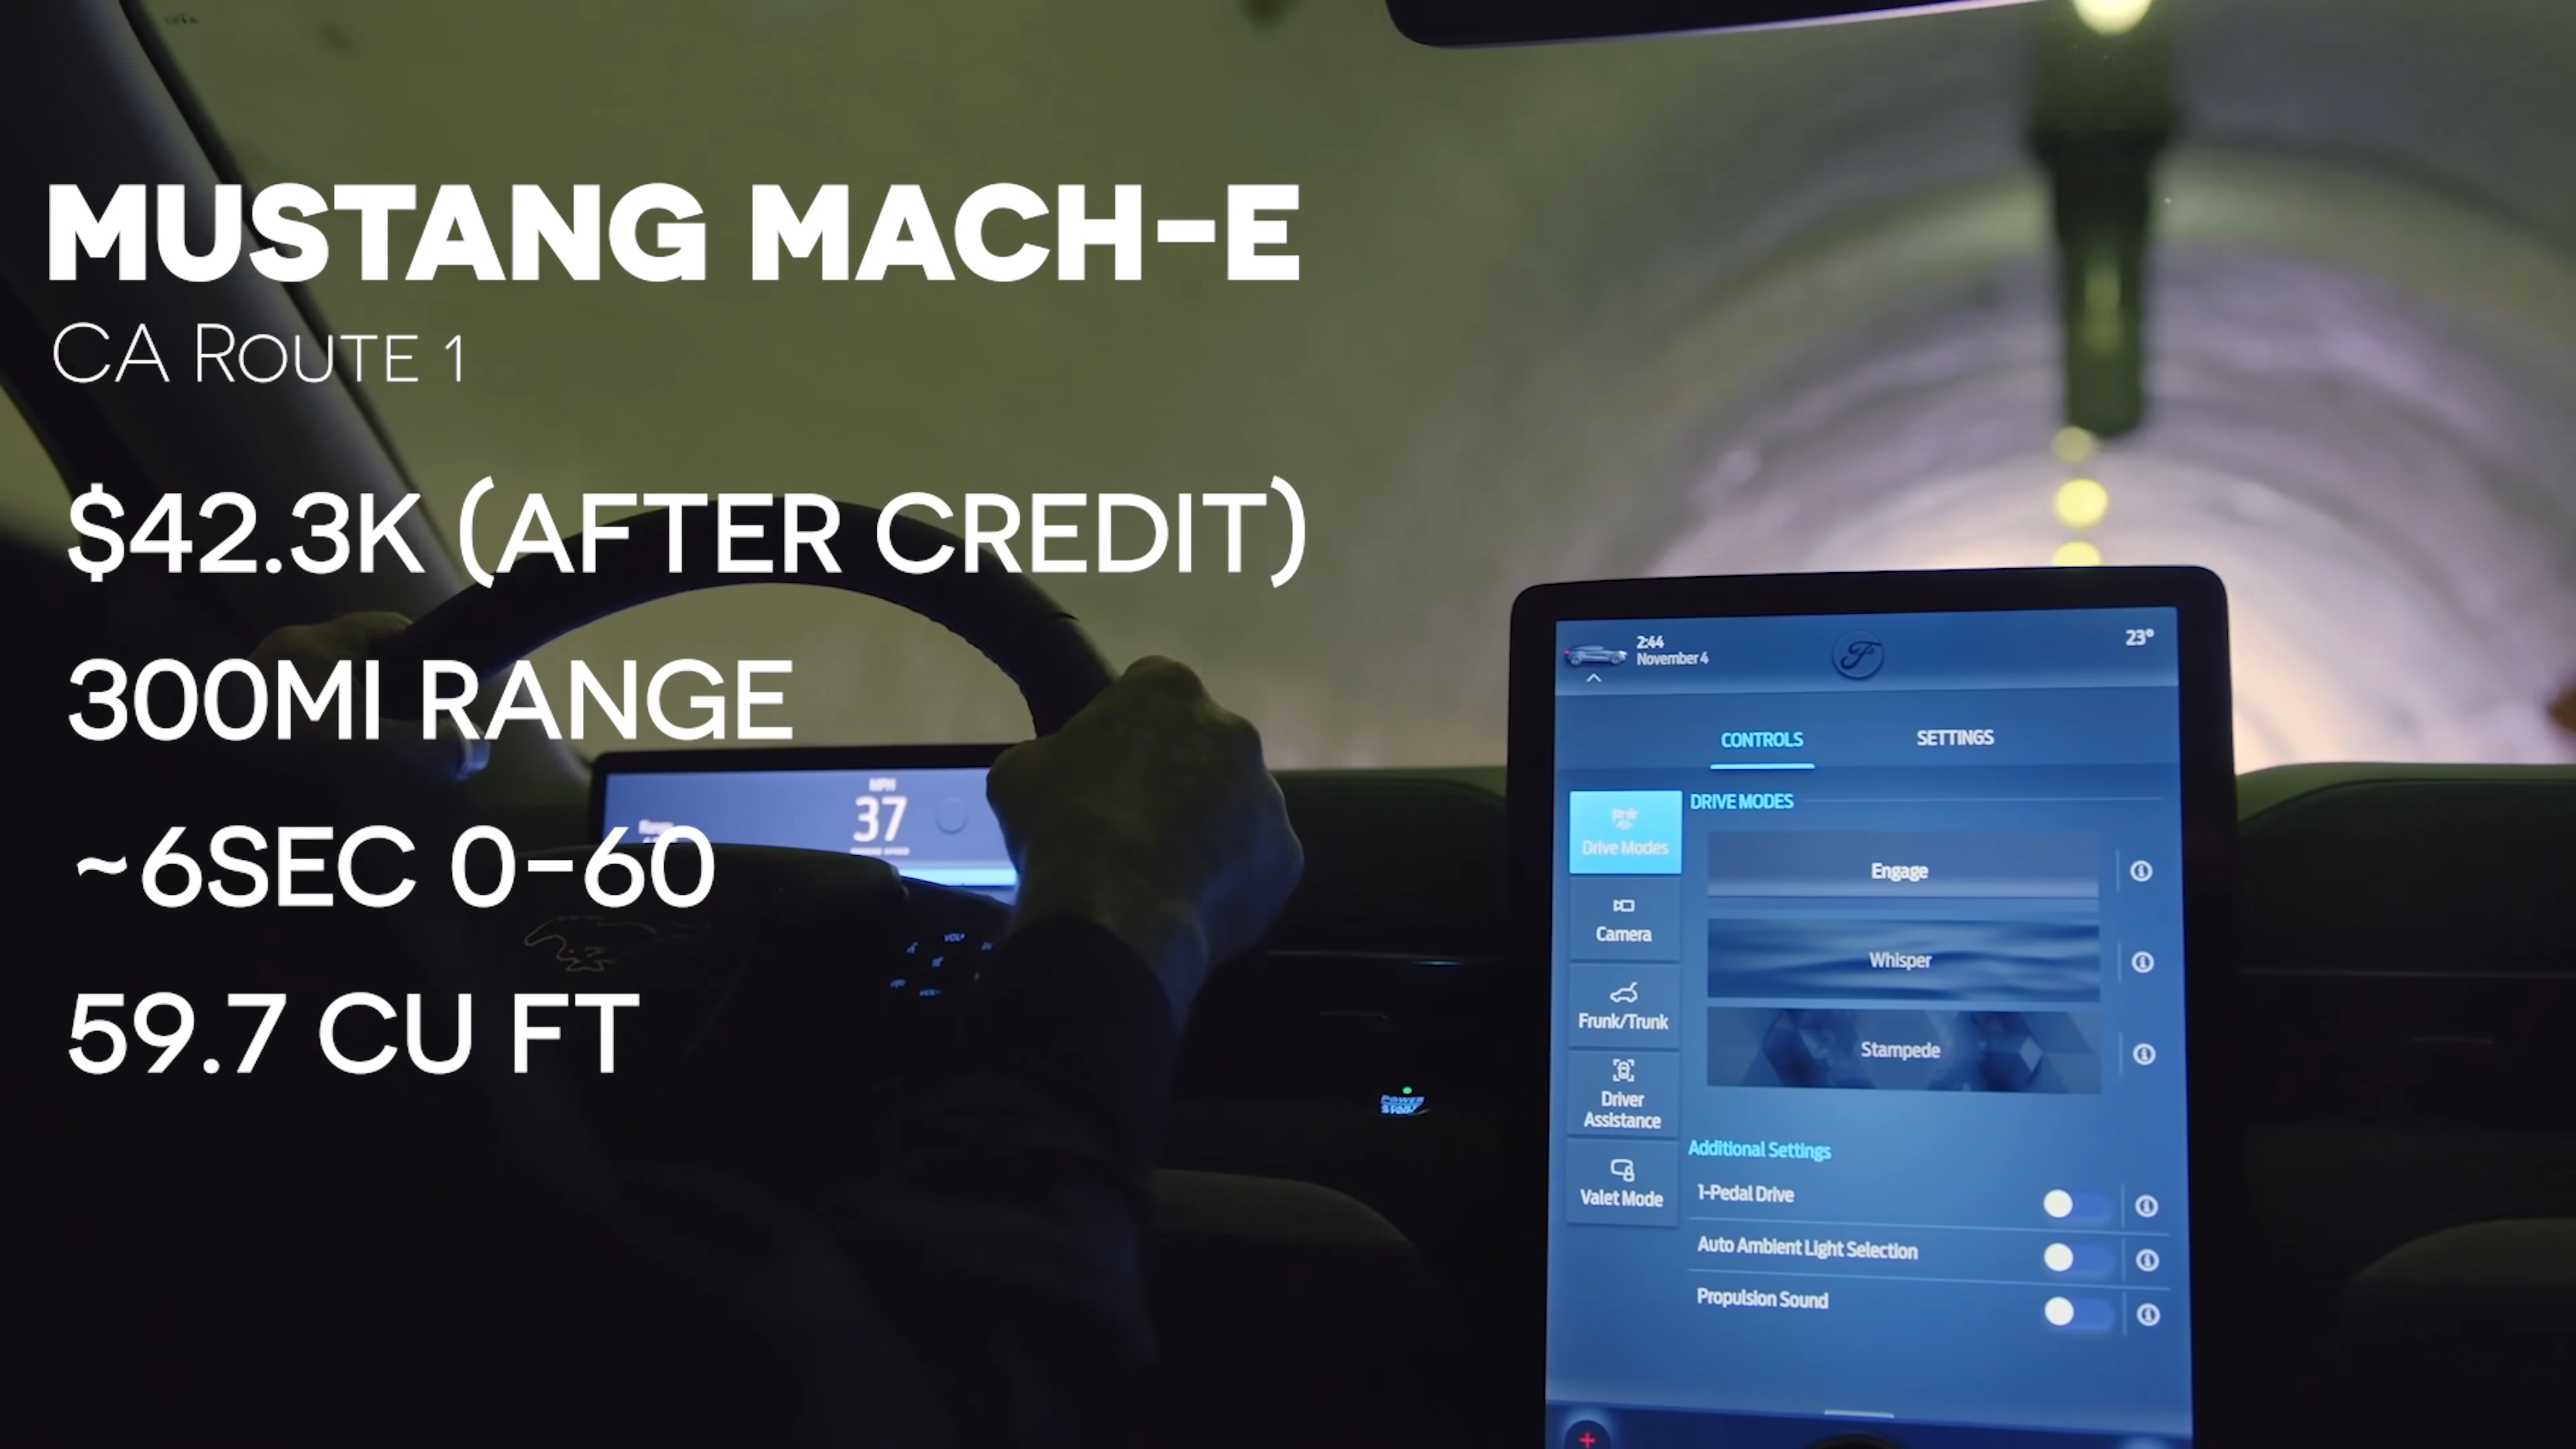 MUSTANG MACH-E
CA ROUTE 1
$42.3K (AFTER CREDIT)
300MI RANGE
~6SEC 0-60
59.7 CU FT
MPH
37
2:44
November 4
23°
CONTROLS
SETTINGS
Drive Modes
Camera
Frunk/Trunk
Driver
Assistance
Valet Mode
DRIVE MODES
Engage
Whisper
Stampede
Additional Settings
1-Pedal Drive
Auto Ambient Light Selection
Propulsion Sound